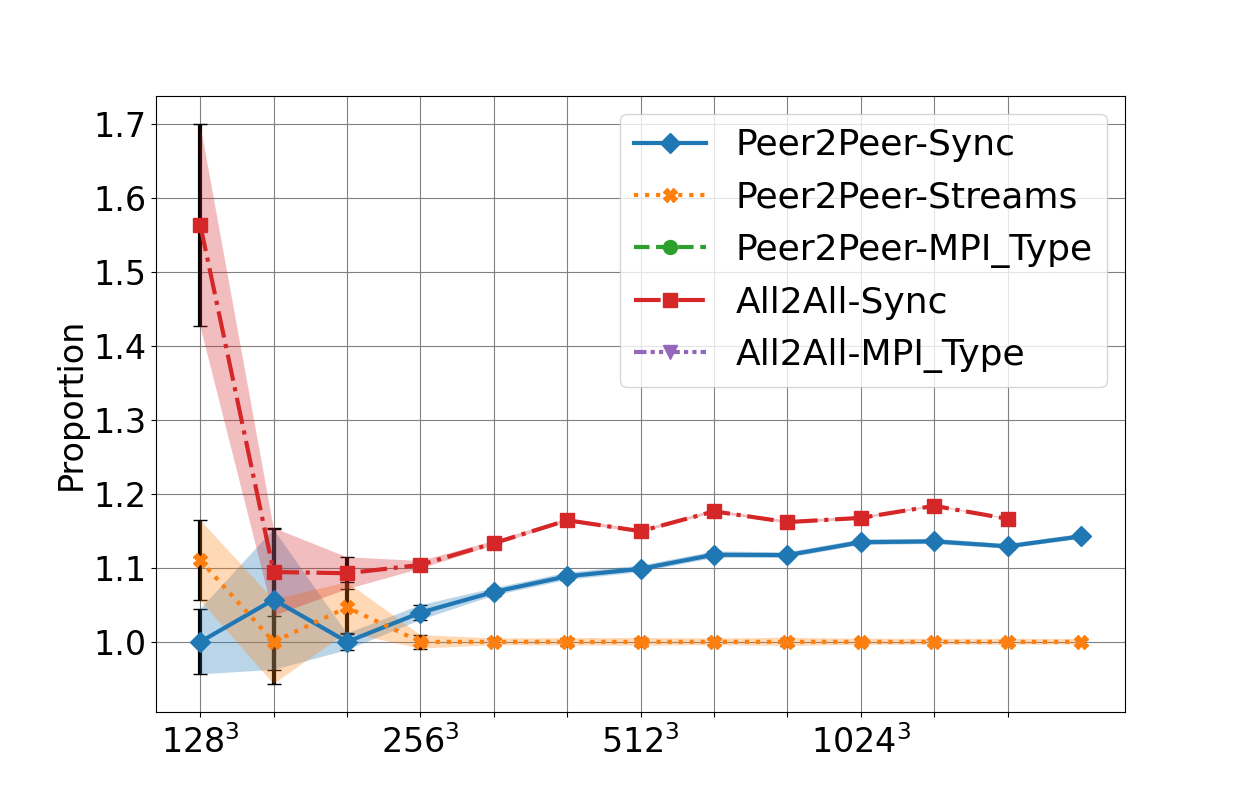 Proportion
1.7
1.6
1.5
1.4
1.3
1.2
1.1
1.0
128³
256³
512³
1024³
Peer2Peer-Sync
Peer2Peer-Streams
Peer2Peer-MPI_Type
All2All-Sync
All2All-MPI_Type